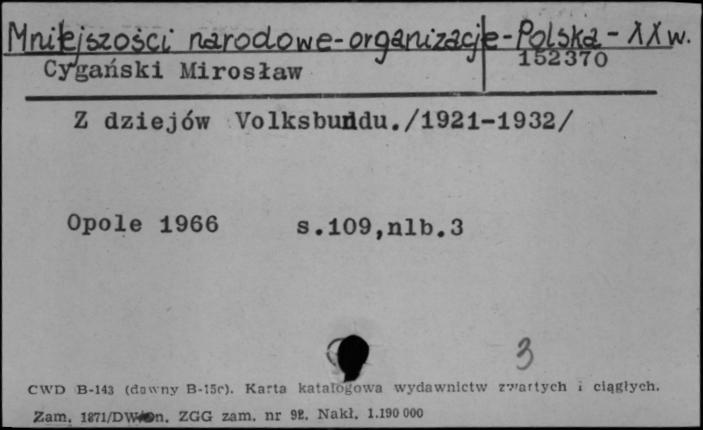 Mniejszości narodowe-organizacje-Polska-XXw.
Cygański Mirosław 152370
Z dziejów Volksbundu./1921-1932/
Opole 1966 s.109,nlb.3
3
CWD B-143 (dawny B-15c). Karta katalogowa wydawnictw zwartych i ciągłych.
Zam. 1871/DW n. ZGG zam. nr 92. Nakł. 1.190 000